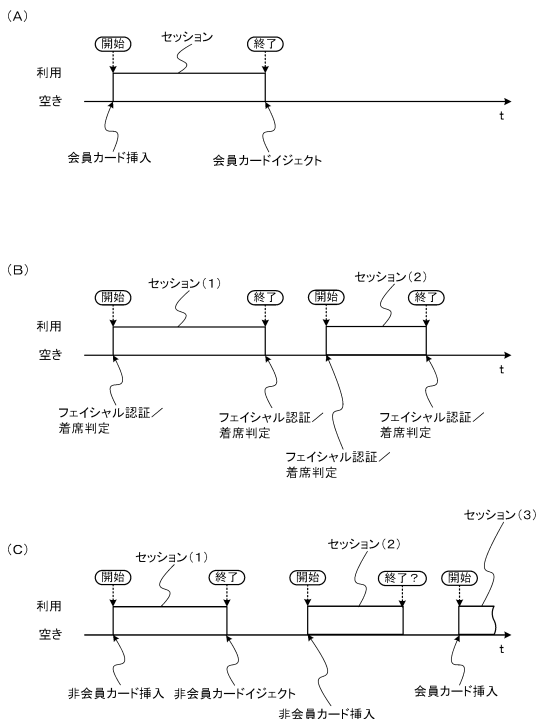 (A)
開始
セッション
終了
利用
空き
t
会員カード挿入
会員カードイジェクト
(B)
開始
セッション(1)
終了
開始
セッション(2)
終了
利用
空き
t
フェイシャル認証/
着席判定
フェイシャル認証/
着席判定
フェイシャル認証/
着席判定
フェイシャル認証/
着席判定
(C)
開始
セッション(1)
終了
開始
セッション(2)
終了?
開始
セッション(3)
利用
空き
t
非会員カード挿入
非会員カードイジェクト
非会員カード挿入
会員カード挿入